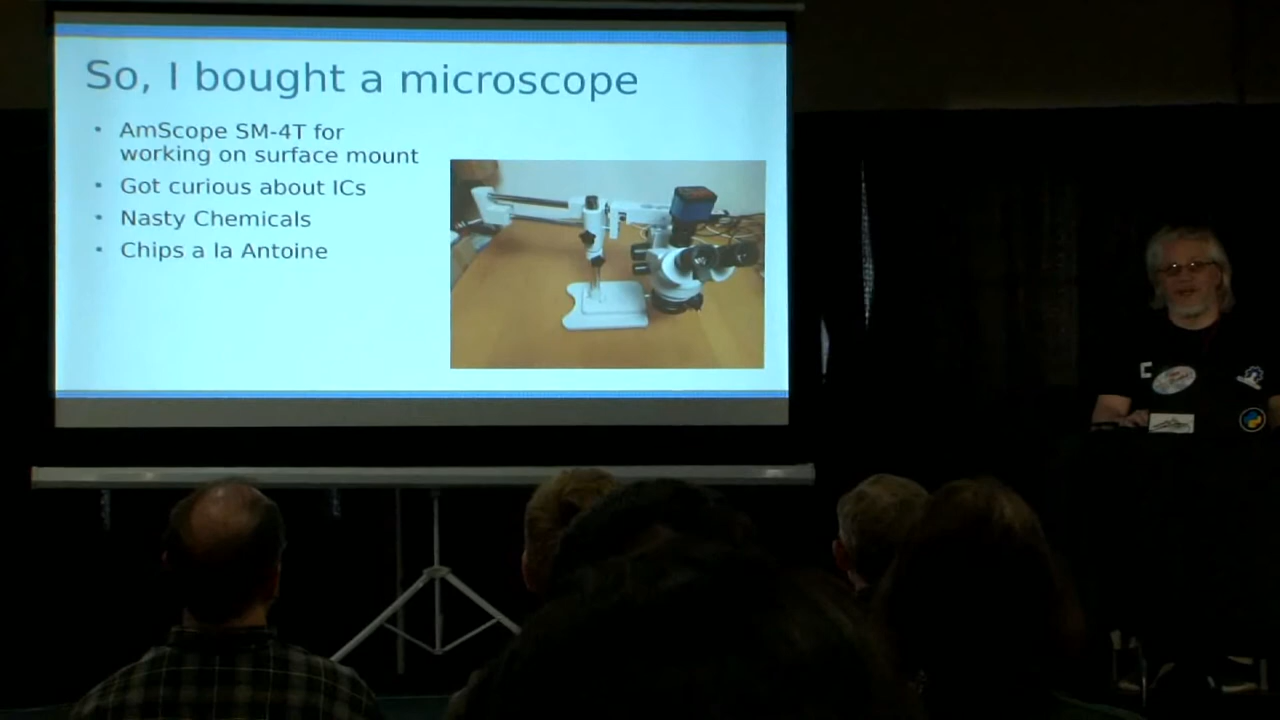 So, I bought a microscope
• AmScope SM-4T for
working on surface mount
• Got curious about ICs
• Nasty Chemicals
• Chips a la Antoine